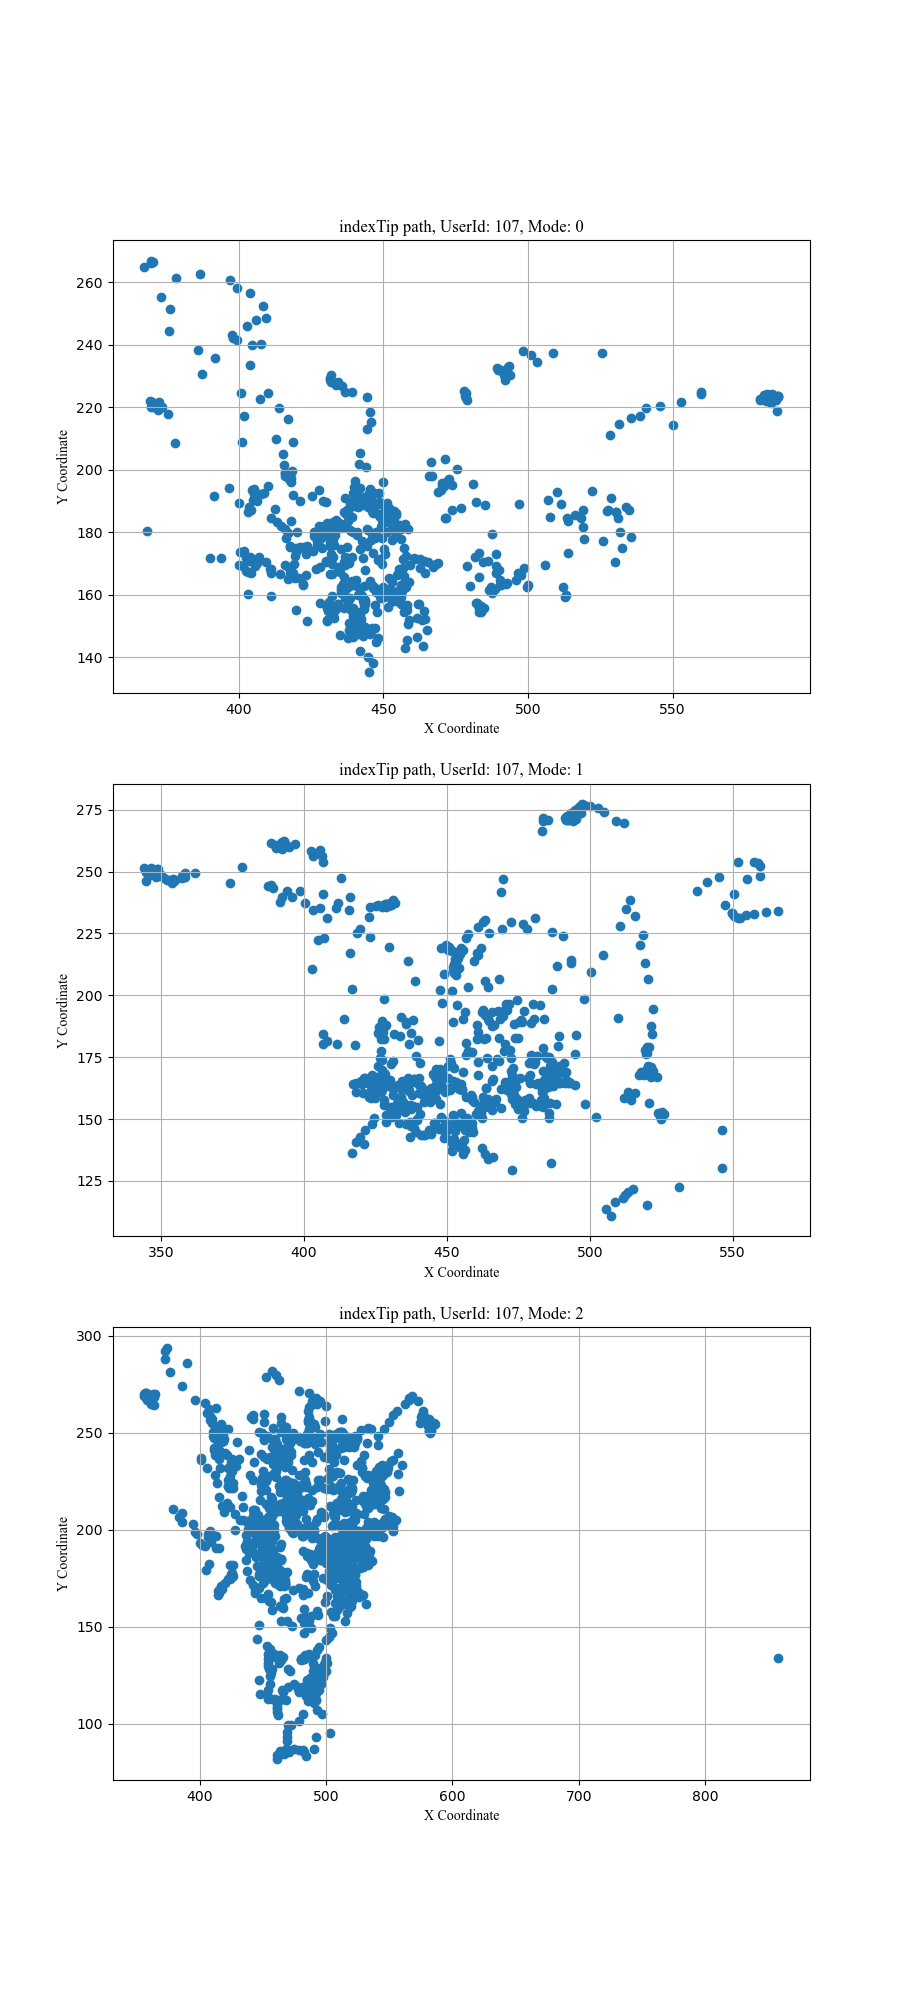 indexTip path, UserId: 107, Mode: 0
260
240
220
200
180
160
140
Y Coordinate
400 450 500 550
X Coordinate
indexTip path, UserId: 107, Mode: 1
275
250
225
200
175
150
125
Y Coordinate
350 400 450 500 550
X Coordinate
indexTip path, UserId: 107, Mode: 2
300
250
200
150
100
Y Coordinate
400 500 600 700 800
X Coordinate